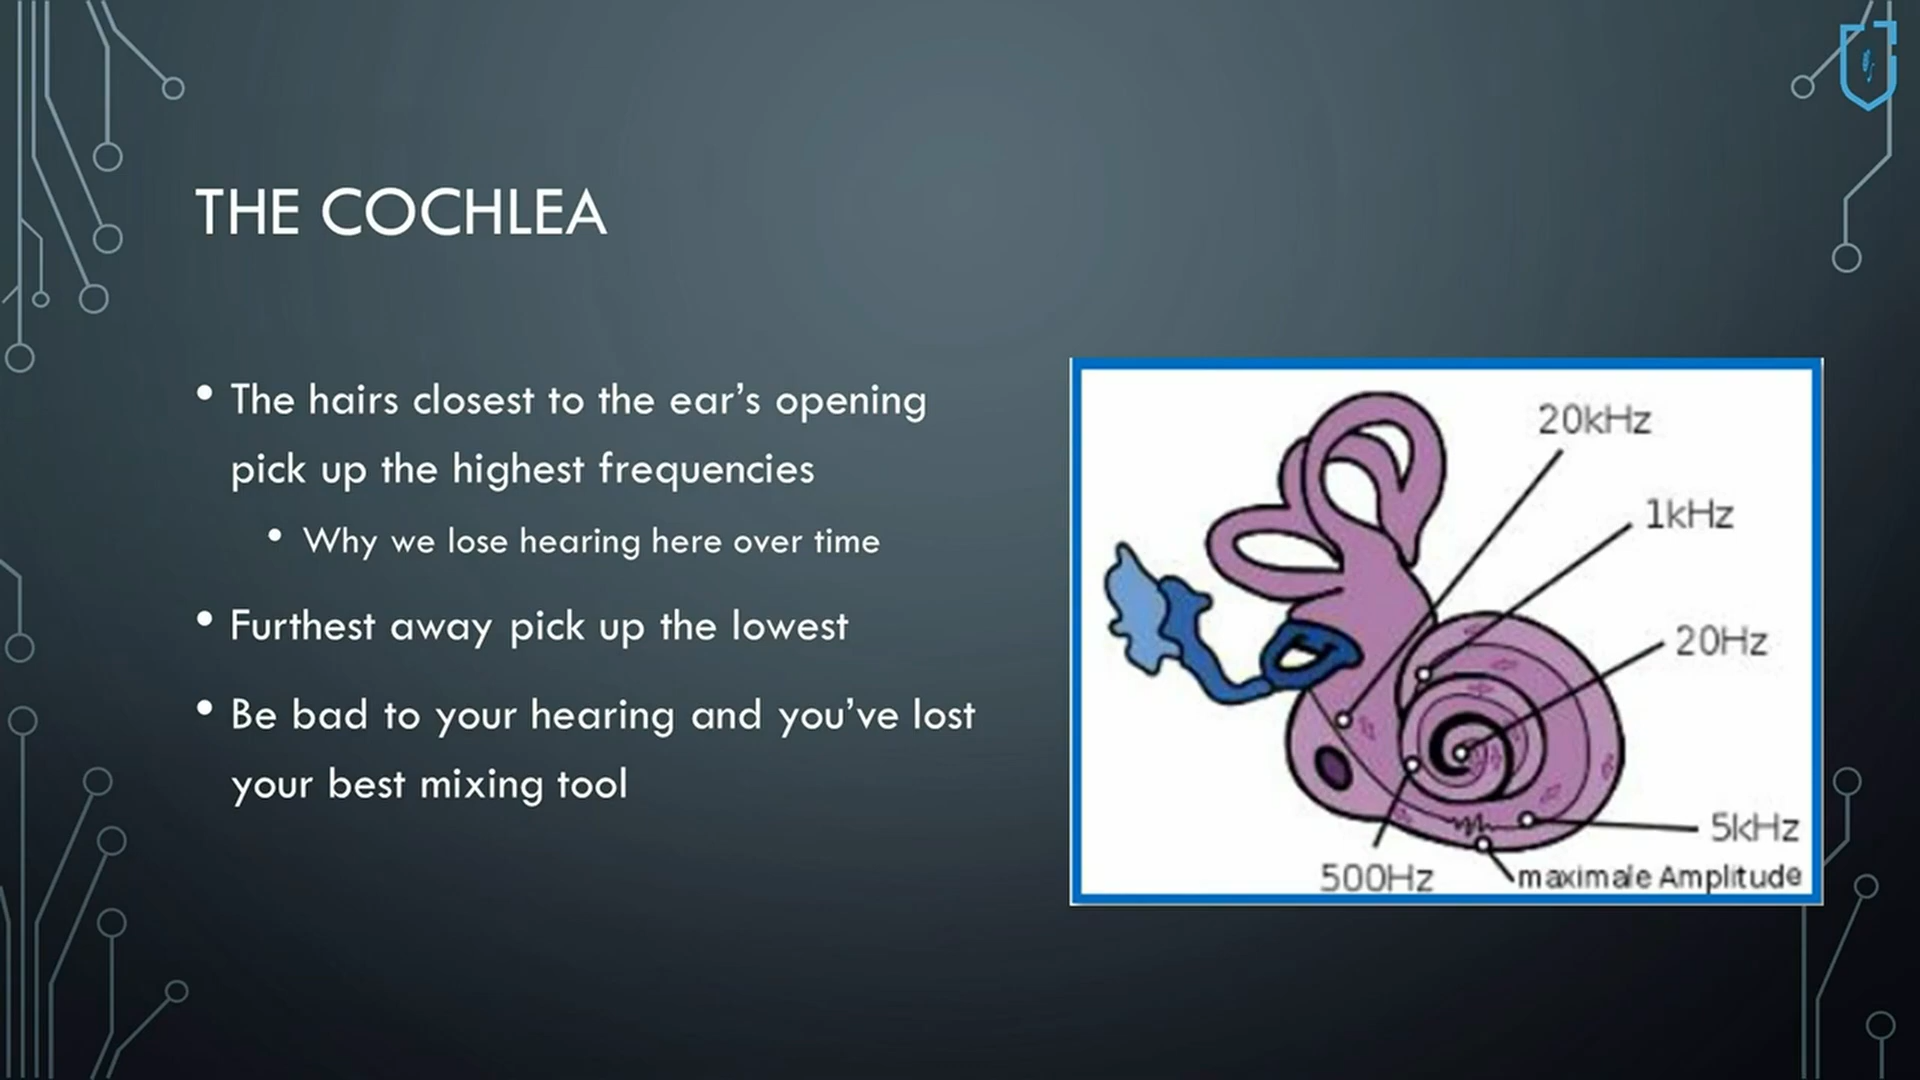 THE COCHLEA
• The hairs closest to the ear's opening
pick up the highest frequencies
• Why we lose hearing here over time
• Furthest away pick up the lowest
• Be bad to your hearing and you've lost
your best mixing tool
20kHz
1kHz
20Hz
5kHz
500Hz
maximale Amplitude